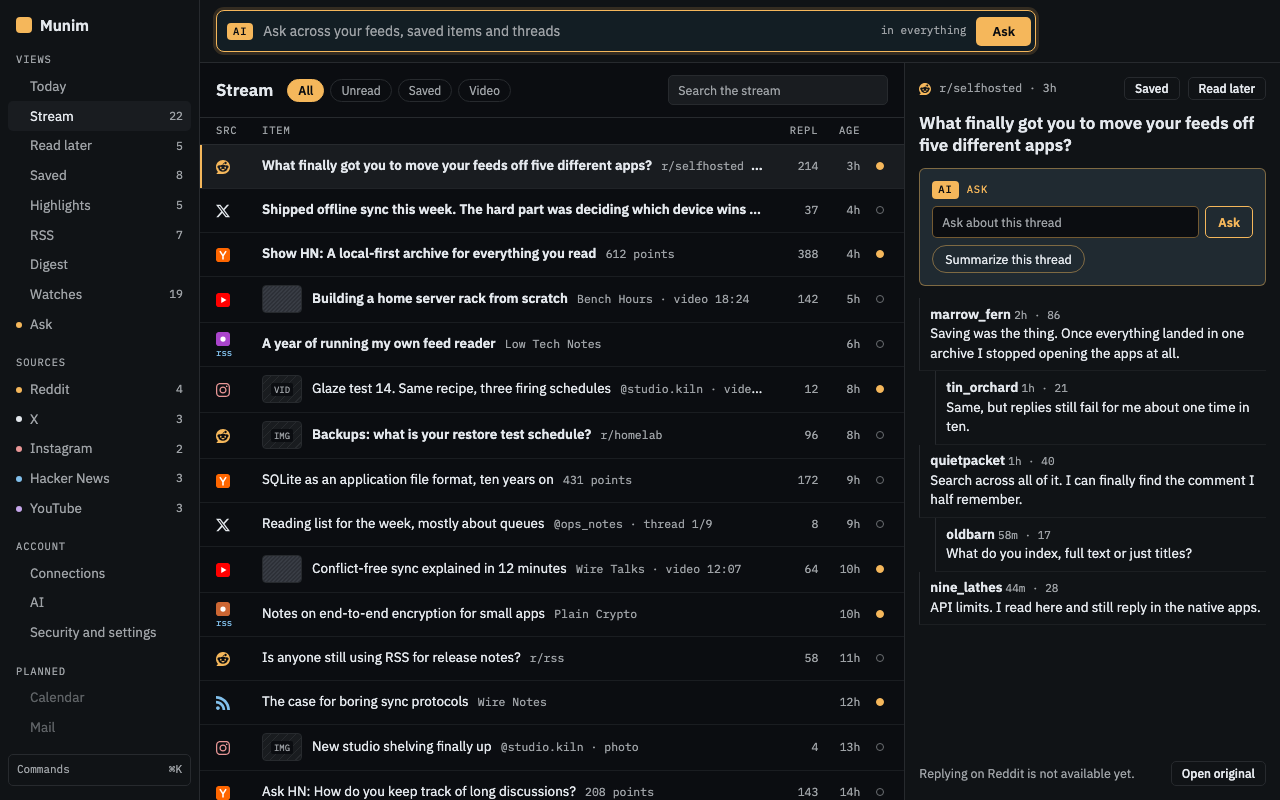 Munim
VIEWS
Today
Stream 22
Read later 5
Saved 8
Highlights 5
RSS 7
Digest
Watches 19
Ask
SOURCES
Reddit 4
X 3
Instagram 2
Hacker News 3
YouTube 3
ACCOUNT
Connections
AI
Security and settings
PLANNED
Calendar
Mail
Commands ⌘K
AI Ask across your feeds, saved items and threads in everything Ask
Stream All Unread Saved Video Search the stream
SRC ITEM REPL AGE
What finally got you to move your feeds off five different apps? r/selfhosted ... 214 3h
Shipped offline sync this week. The hard part was deciding which device wins ... 37 4h
Show HN: A local-first archive for everything you read 612 points 388 4h
Building a home server rack from scratch Bench Hours · video 18:24 142 5h
rss A year of running my own feed reader Low Tech Notes 6h
VID Glaze test 14. Same recipe, three firing schedules @studio.kiln · vide... 12 8h
IMG Backups: what is your restore test schedule? r/homelab 96 8h
SQLite as an application file format, ten years on 431 points 172 9h
Reading list for the week, mostly about queues @ops_notes · thread 1/9 8 9h
Conflict-free sync explained in 12 minutes Wire Talks · video 12:07 64 10h
rss Notes on end-to-end encryption for small apps Plain Crypto 10h
Is anyone still using RSS for release notes? r/rss 58 11h
The case for boring sync protocols Wire Notes 12h
IMG New studio shelving finally up @studio.kiln · photo 4 13h
Ask HN: How do you keep track of long discussions? 208 points 143 14h
r/selfhosted · 3h Saved Read later
What finally got you to move your feeds off
five different apps?
AI ASK
Ask about this thread Ask
Summarize this thread
marrow_fern 2h · 86
Saving was the thing. Once everything landed in one
archive I stopped opening the apps at all.
tin_orchard 1h · 21
Same, but replies still fail for me about one time in
ten.
quietpacket 1h · 40
Search across all of it. I can finally find the comment I
half remember.
oldbarn 58m · 17
What do you index, full text or just titles?
nine_lathes 44m · 28
API limits. I read here and still reply in the native apps.
Replying on Reddit is not available yet. Open original